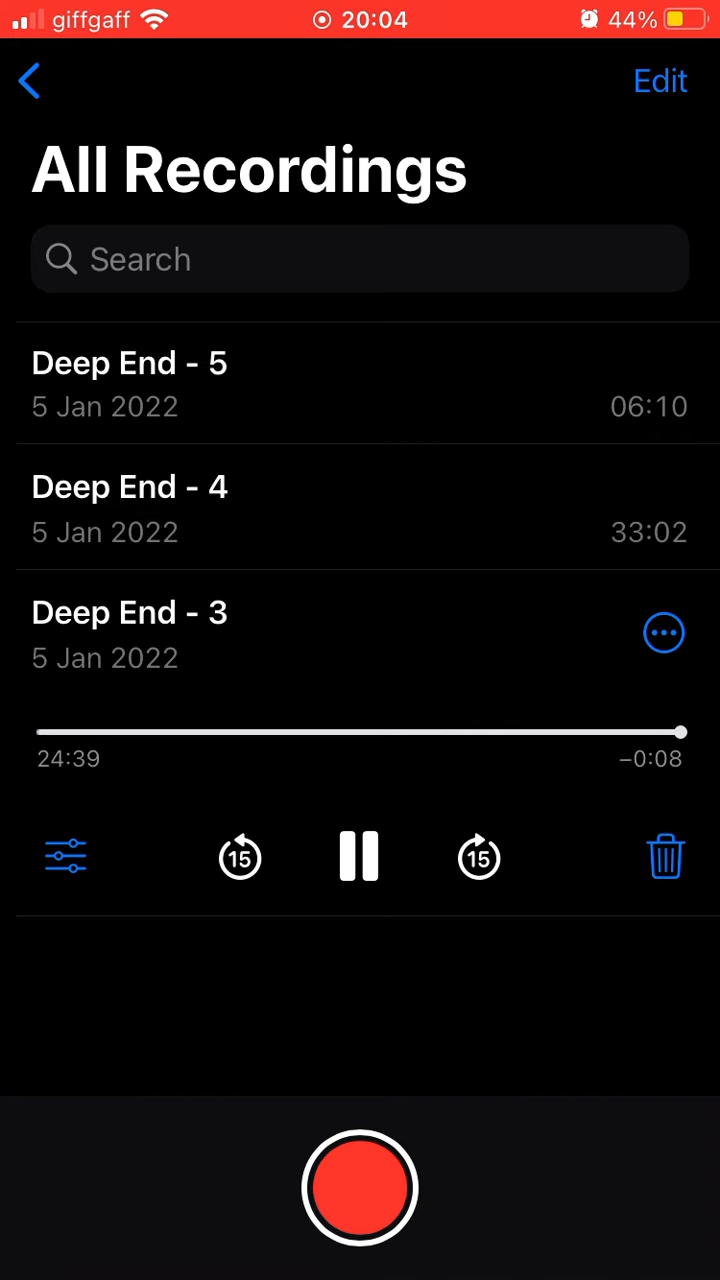 giffgaff 20:04 44%
Edit
All Recordings
Search
Deep End - 5
5 Jan 2022 06:10
Deep End - 4
5 Jan 2022 33:02
Deep End - 3
5 Jan 2022
24:39 –0:08
15 15